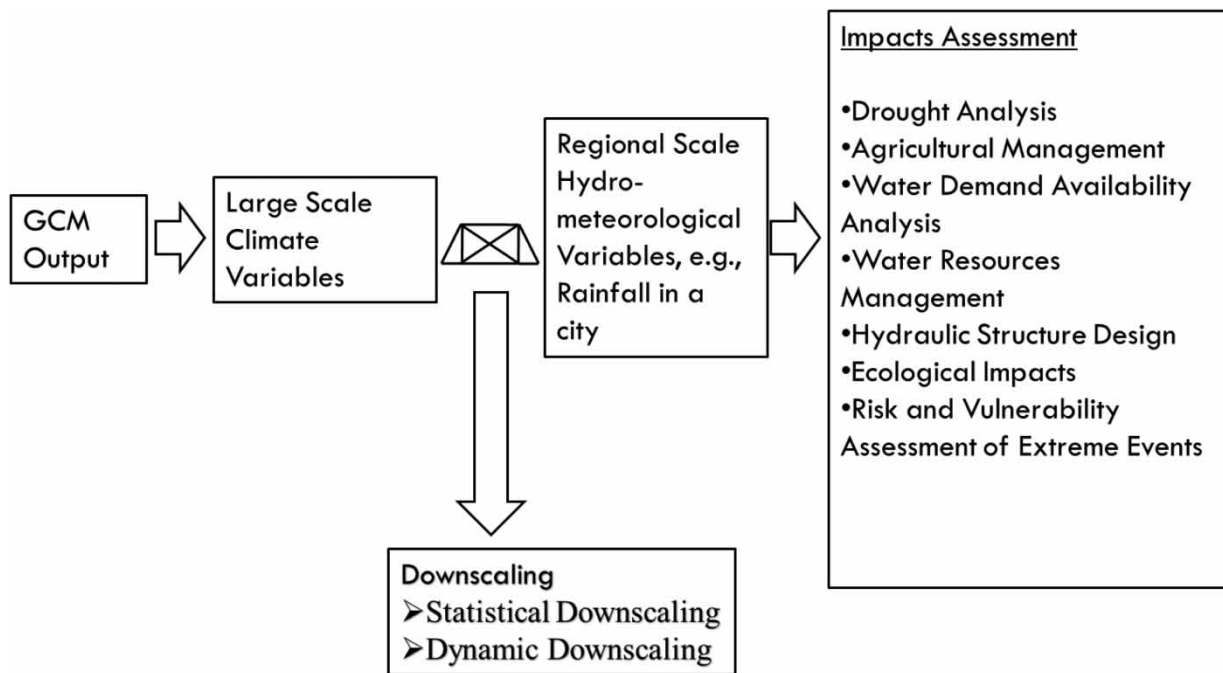 GCM
Output
Large Scale
Climate
Variables
Regional Scale
Hydro-
meteorological
Variables, e.g.,
Rainfall in a
city
Impacts Assessment
•Drought Analysis
•Agricultural Management
•Water Demand Availability
Analysis
•Water Resources
Management
•Hydraulic Structure Design
•Ecological Impacts
•Risk and Vulnerability
Assessment of Extreme Events
Downscaling
➢Statistical Downscaling
➢Dynamic Downscaling